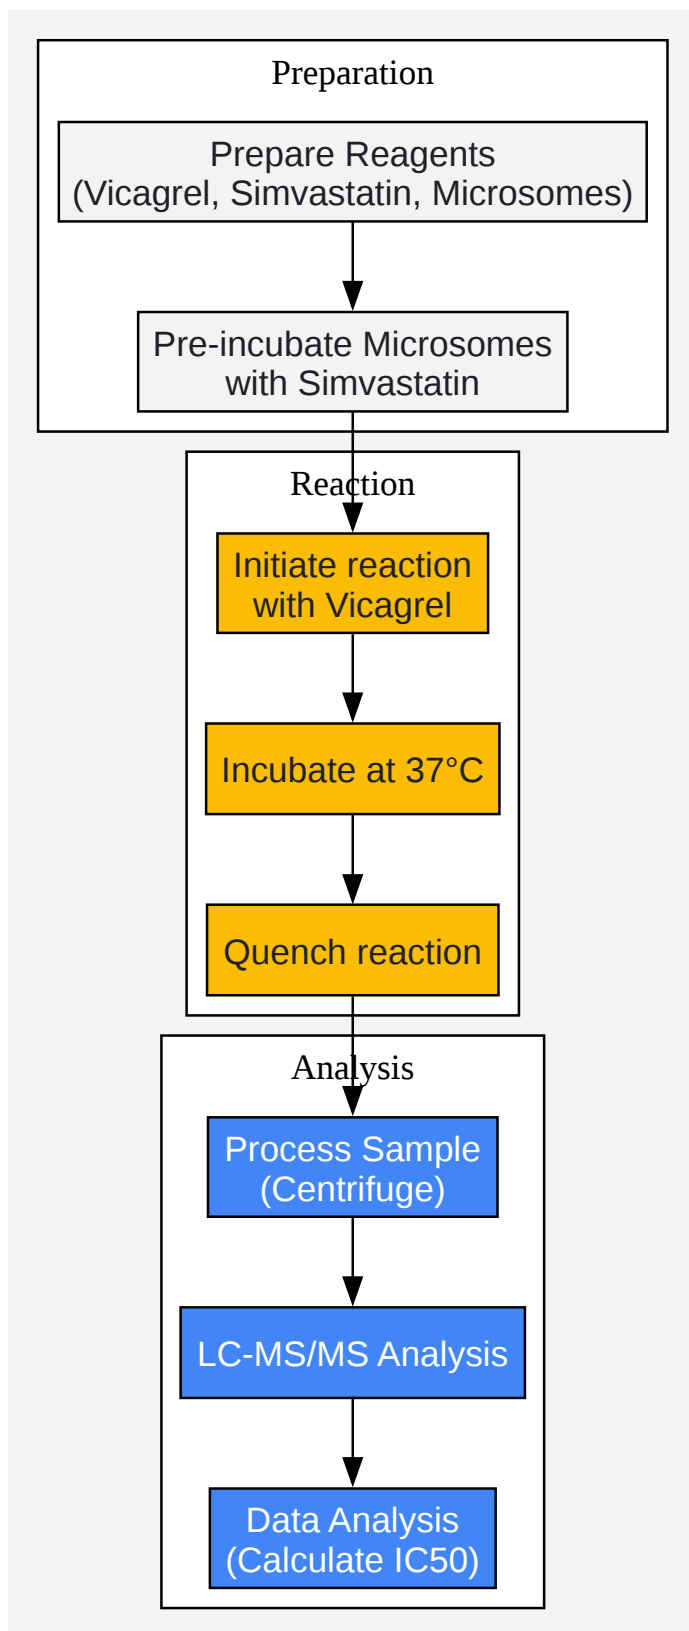 Preparation
Prepare Reagents
(Vicagrel, Simvastatin, Microsomes)
Pre-incubate Microsomes
with Simvastatin
Reaction
Initiate reaction
with Vicagrel
Incubate at 37°C
Quench reaction
Analysis
Process Sample
(Centrifuge)
LC-MS/MS Analysis
Data Analysis
(Calculate IC50)